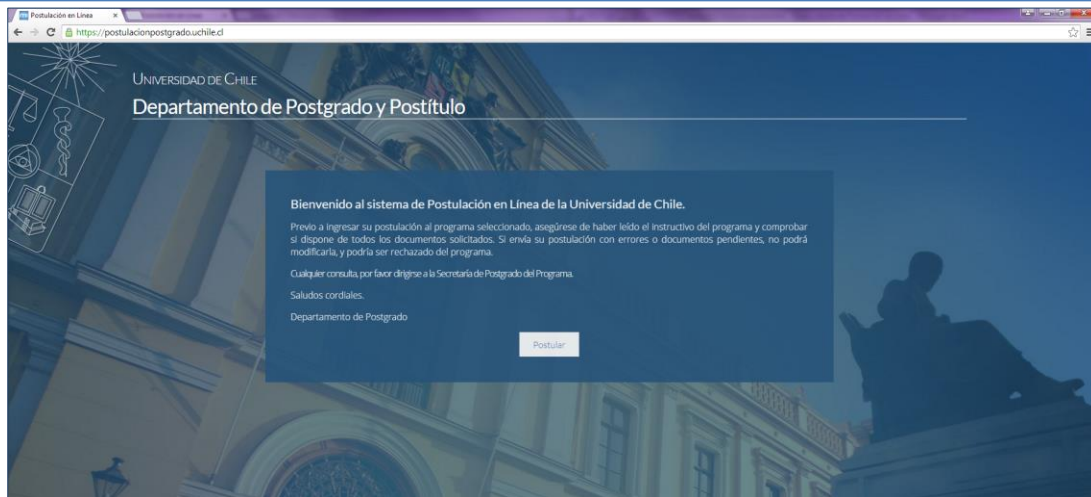 Postulación en Línea
https://postulacionpostgrado.uchile.cl
UNIVERSIDAD DE CHILE
Departamento de Postgrado y Postítulo
Bienvenido al sistema de Postulación en Línea de la Universidad de Chile.
Previo a ingresar su postulación al programa seleccionado, asegúrese de haber leído el instructivo del programa y comprobar
si dispone de todos los documentos solicitados. Si envía su postulación con errores o documentos pendientes, no podrá
modificarla, y podría ser rechazado del programa.
Cualquier consulta, por favor dirigirse a la Secretaría de Postgrado del Programa.
Saludos cordiales.
Departamento de Postgrado
Postular